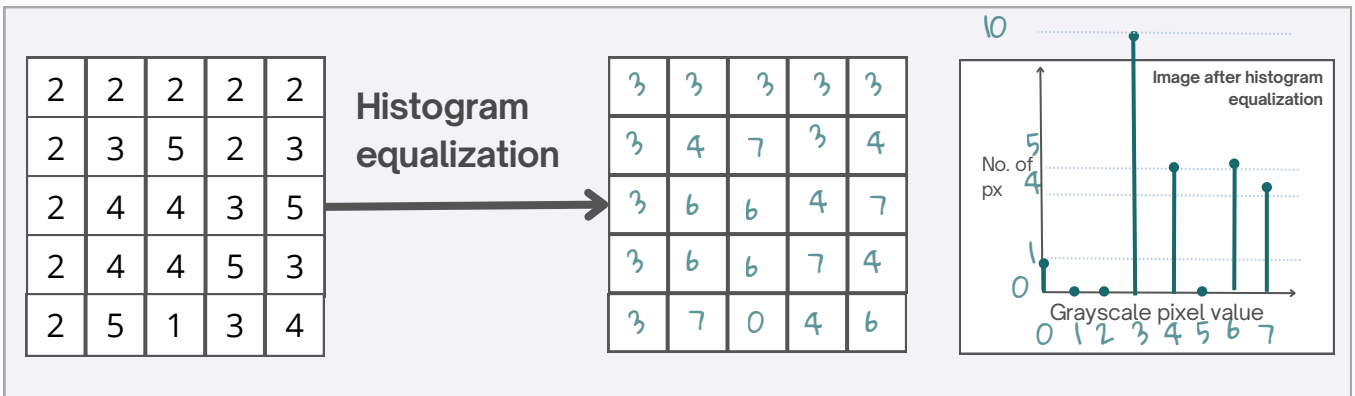 2 2 2 2 2
2 3 5 2 3
2 4 4 3 5
2 4 4 5 3
2 5 1 3 4
Histogram
equalization
3 3 3 3 3
3 4 7 3 4
3 6 6 4 7
3 6 6 7 4
3 7 0 4 6
10
Image after histogram
equalization
5
No. of
4
px
1
0
Grayscale pixel value
0 1 2 3 4 5 6 7